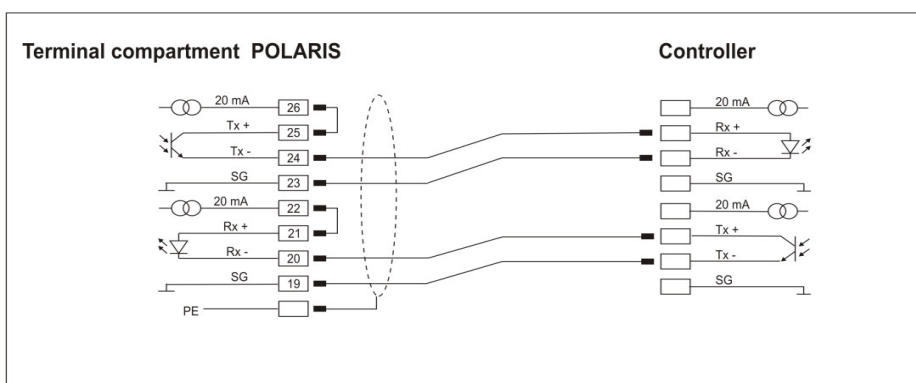 Terminal compartment POLARIS
Controller
20 mA 26
Tx + 25
Tx - 24
SG 23
20 mA 22
Rx + 21
Rx - 20
SG 19
PE
20 mA
Rx +
Rx -
SG
20 mA
Tx +
Tx -
SG